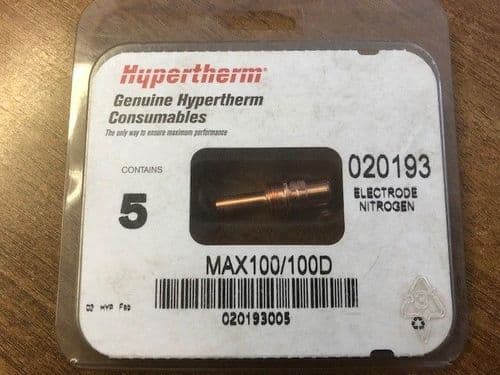 Hypertherm®
Genuine Hypertherm
Consumables
The only way to ensure maximum performance
CONTAINS
5
020193
ELECTRODE
NITROGEN
MAX100/100D
020193005